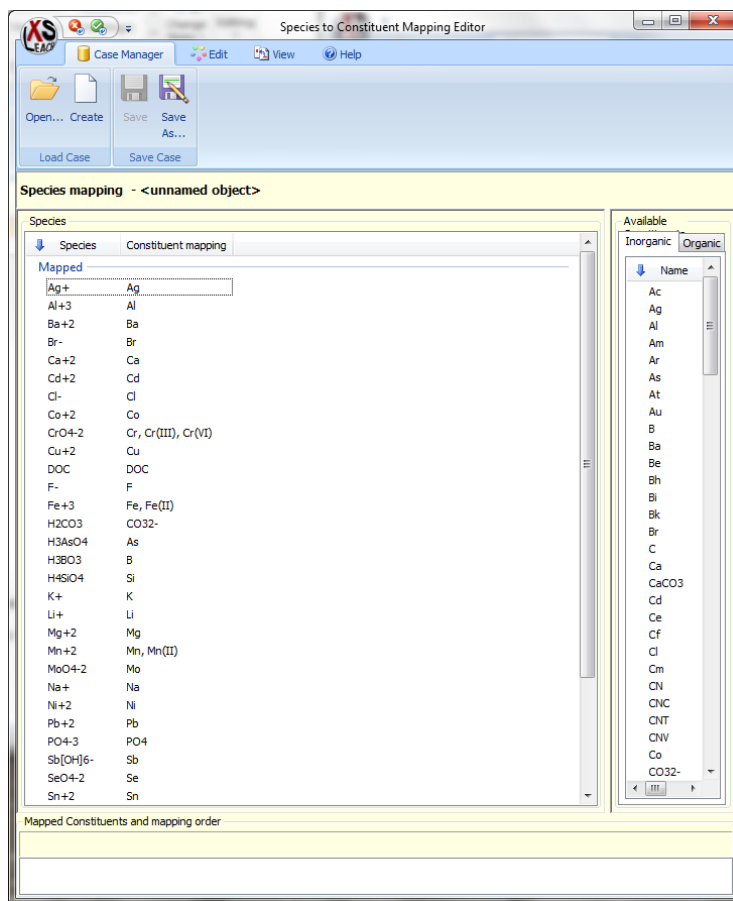 XS
LEACH
Species to Constituent Mapping Editor
Case Manager Edit View Help
Open... Create Save Save As...
Load Case Save Case
Species mapping - <unnamed object>
Species
Species Constituent mapping
Mapped
Ag+ Ag
Al+3 Al
Ba+2 Ba
Br- Br
Ca+2 Ca
Cd+2 Cd
Cl- Cl
Co+2 Co
CrO4-2 Cr, Cr(III), Cr(VI)
Cu+2 Cu
DOC DOC
F- F
Fe+3 Fe, Fe(II)
H2CO3 CO32-
H3AsO4 As
H3BO3 B
H4SiO4 Si
K+ K
Li+ Li
Mg+2 Mg
Mn+2 Mn, Mn(II)
MoO4-2 Mo
Na+ Na
Ni+2 Ni
Pb+2 Pb
PO4-3 PO4
Sb[OH]6- Sb
SeO4-2 Se
Sn+2 Sn
Available
Inorganic Organic
Name
Ac
Ag
Al
Am
Ar
As
At
Au
B
Ba
Be
Bh
Bi
Bk
Br
C
Ca
CaCO3
Cd
Ce
Cf
Cl
Cm
CN
CNC
CNT
CNV
Co
CO32-
Mapped Constituents and mapping order